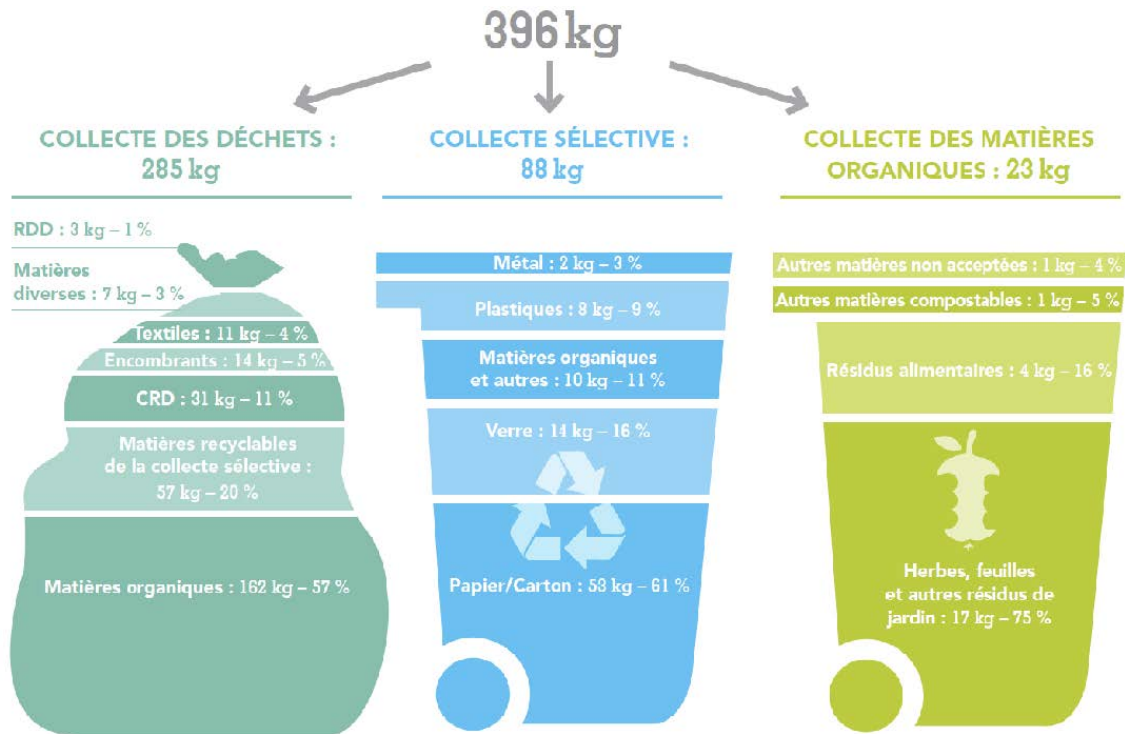 396 kg
COLLECTE DES DÉCHETS :
285 kg
RDD : 3 kg – 1 %
Matières
diverses : 7 kg – 3 %
Textiles : 11 kg – 4 %
Encombrants : 14 kg – 5 %
CRD : 31 kg – 11 %
Matières recyclables
de la collecte sélective :
57 kg – 20 %
Matières organiques : 162 kg – 57 %
COLLECTE SÉLECTIVE :
88 kg
Métal : 2 kg – 3 %
Plastiques : 8 kg – 9 %
Matières organiques
et autres : 10 kg – 11 %
Verre : 14 kg – 16 %
Papier/Carton : 53 kg – 61 %
COLLECTE DES MATIÈRES
ORGANIQUES : 23 kg
Autres matières non acceptées : 1 kg – 4 %
Autres matières compostables : 1 kg – 5 %
Résidus alimentaires : 4 kg – 16 %
Herbes, feuilles
et autres résidus de
jardin : 17 kg – 75 %